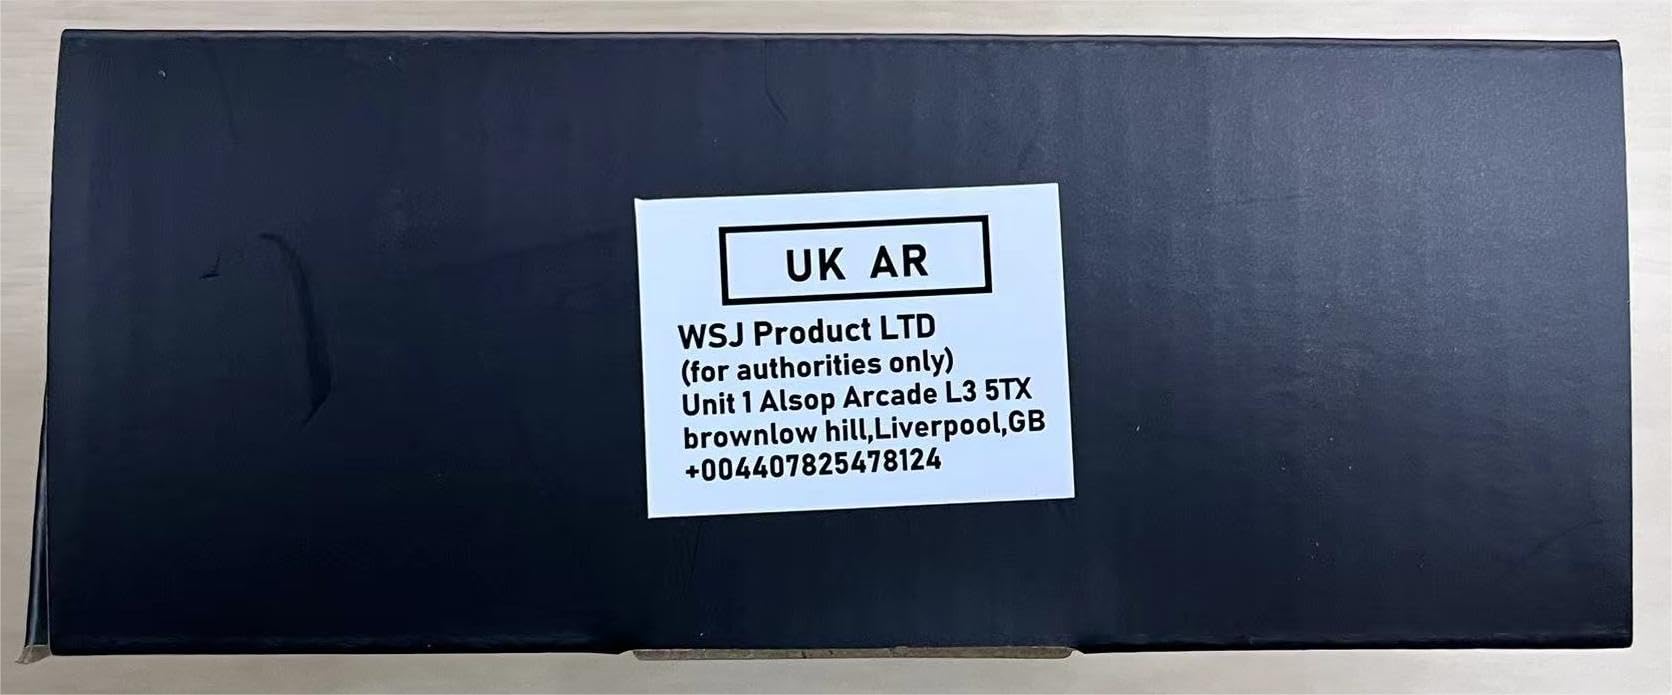 UK AR
WSJ Product LTD
(for authorities only)
Unit 1 Alsop Arcade L3 5TX
brownlow hill,Liverpool,GB
+004407825478124